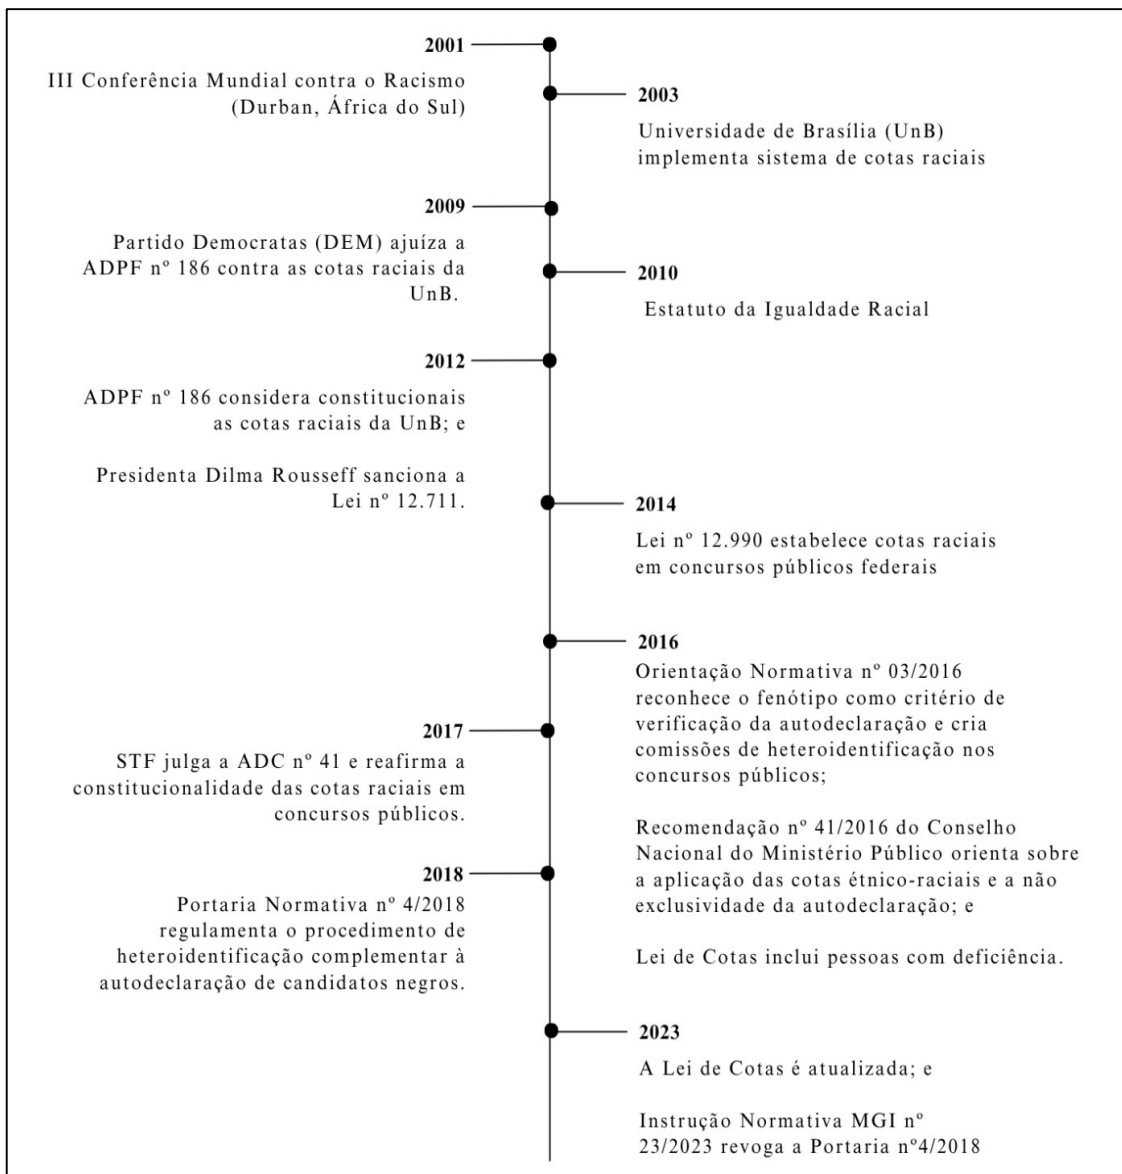 2001
III Conferência Mundial contra o Racismo
(Durban, África do Sul)
2003
Universidade de Brasília (UnB)
implementa sistema de cotas raciais
2009
Partido Democratas (DEM) ajuíza a
ADPF nº 186 contra as cotas raciais da
UnB.
2010
Estatuto da Igualdade Racial
2012
ADPF nº 186 considera constitucionais
as cotas raciais da UnB; e
Presidenta Dilma Rousseff sanciona a
Lei nº 12.711.
2014
Lei nº 12.990 estabelece cotas raciais
em concursos públicos federais
2016
Orientação Normativa nº 03/2016
reconhece o fenótipo como critério de
verificação da autodeclaração e cria
comissões de heteroidentificação nos
concursos públicos;
Recomendação nº 41/2016 do Conselho
Nacional do Ministério Público orienta sobre
a aplicação das cotas étnico-raciais e a não
exclusividade da autodeclaração; e
Lei de Cotas inclui pessoas com deficiência.
2017
STF julga a ADC nº 41 e reafirma a
constitucionalidade das cotas raciais em
concursos públicos.
2018
Portaria Normativa nº 4/2018
regulamenta o procedimento de
heteroidentificação complementar à
autodeclaração de candidatos negros.
2023
A Lei de Cotas é atualizada; e
Instrução Normativa MGI nº
23/2023 revoga a Portaria nº4/2018